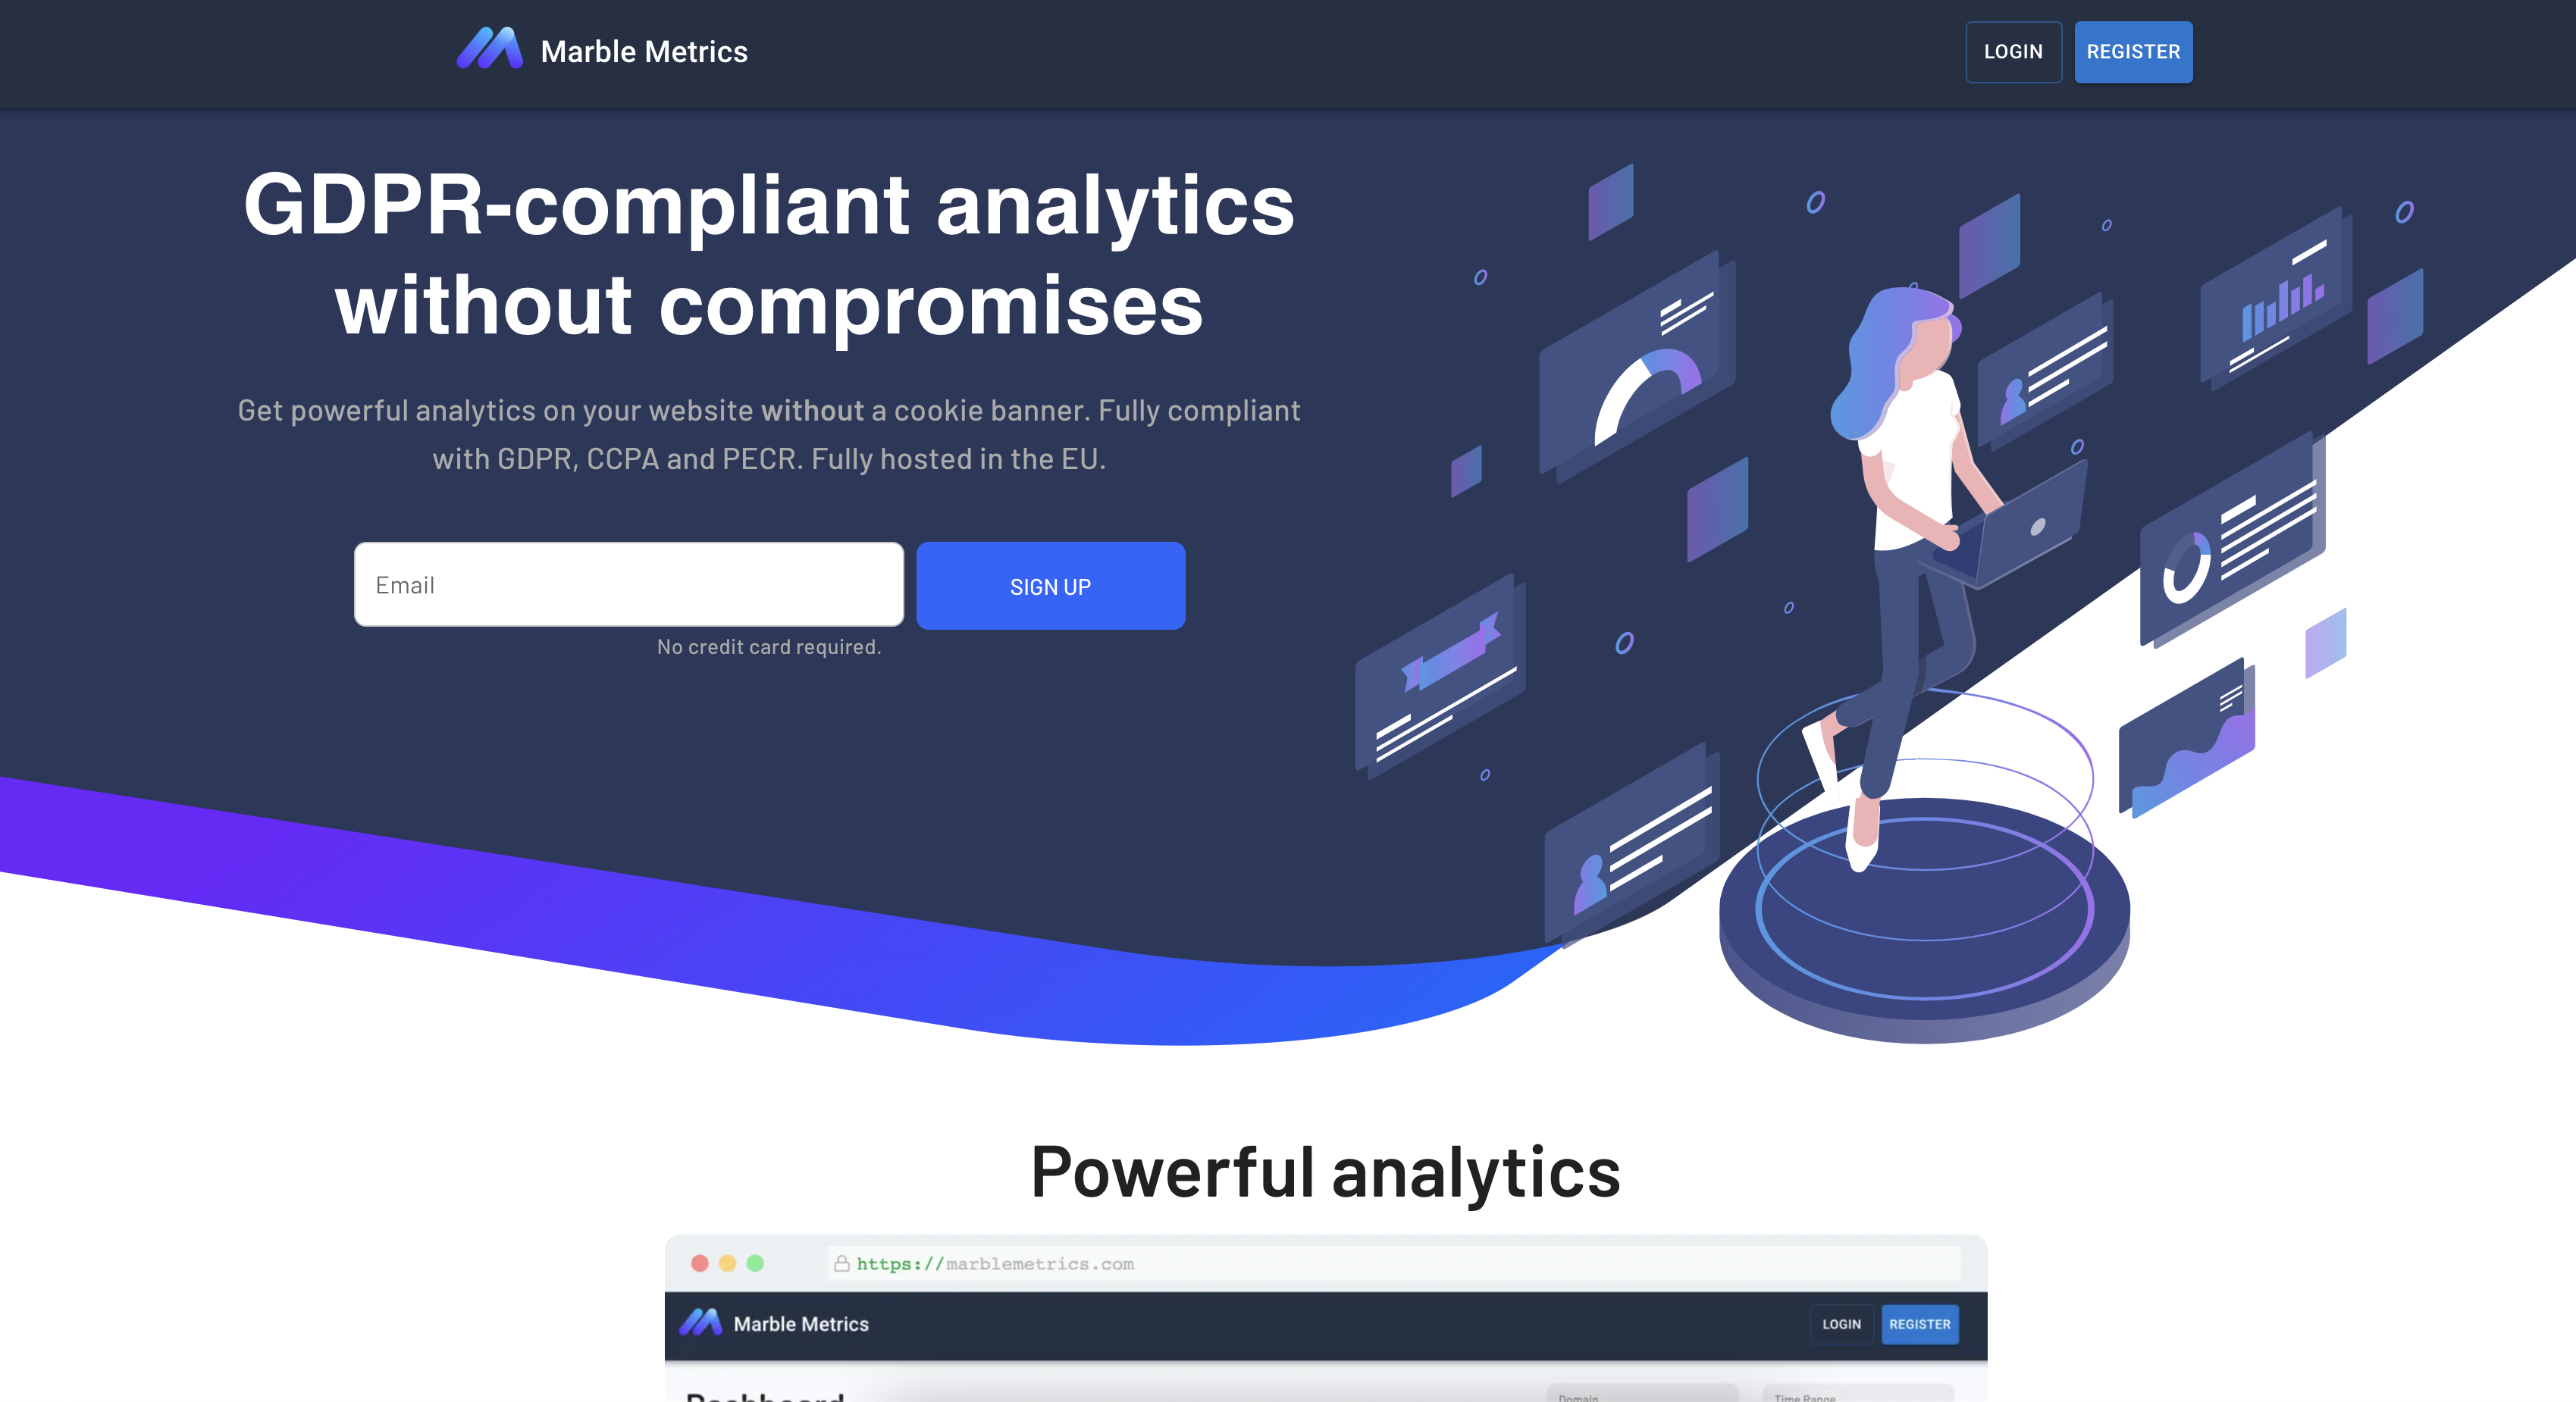 Marble Metrics
LOGIN
REGISTER
GDPR-compliant analytics
without compromises
Get powerful analytics on your website without a cookie banner. Fully compliant
with GDPR, CCPA and PECR. Fully hosted in the EU.
Email
SIGN UP
No credit card required.
Powerful analytics
https://marblemetrics.com
Marble Metrics
LOGIN
REGISTER
Dashboard
Domain
Time Range